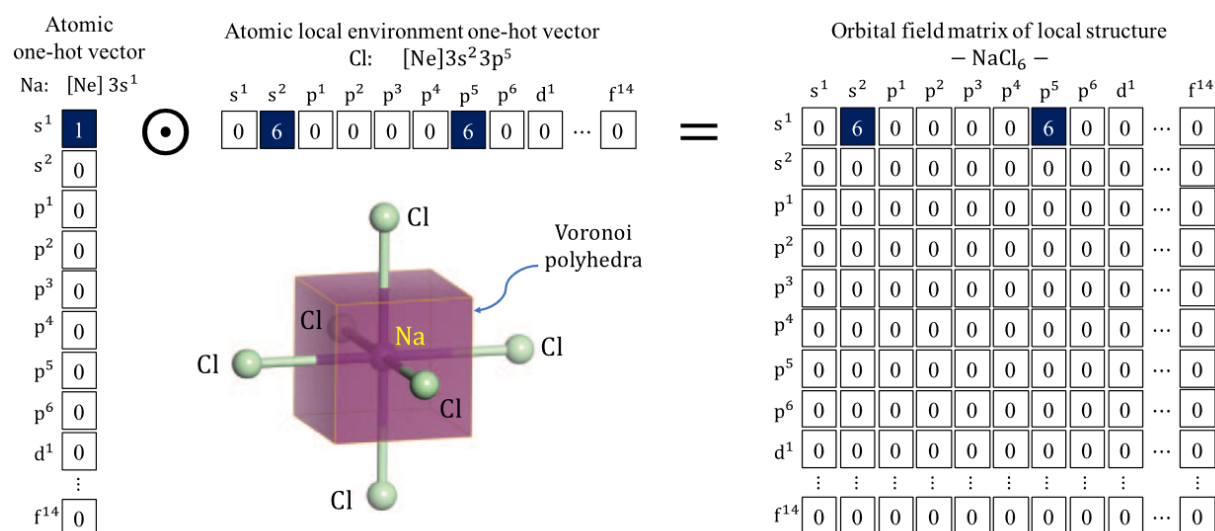 Atomic
one-hot vector
Na: [Ne] 3s¹
Atomic local environment one-hot vector
Cl: [Ne]3s²3p⁵
Orbital field matrix of local structure
– NaCl₆ –
s¹ s² p¹ p² p³ p⁴ p⁵ p⁶ d¹ f¹⁴
0 6 0 0 0 0 6 0 0 ⋯ 0
s¹ 1
s² 0
p¹ 0
p² 0
p³ 0
p⁴ 0
p⁵ 0
p⁶ 0
d¹ 0
⋮
f¹⁴ 0
⊙
=
Cl
Voronoi
polyhedra
Cl
Na
Cl
Cl
Cl
Cl
s¹ s² p¹ p² p³ p⁴ p⁵ p⁶ d¹ f¹⁴
s¹ 0 6 0 0 0 0 6 0 0 ⋯ 0
s² 0 0 0 0 0 0 0 0 0 ⋯ 0
p¹ 0 0 0 0 0 0 0 0 0 ⋯ 0
p² 0 0 0 0 0 0 0 0 0 ⋯ 0
p³ 0 0 0 0 0 0 0 0 0 ⋯ 0
p⁴ 0 0 0 0 0 0 0 0 0 ⋯ 0
p⁵ 0 0 0 0 0 0 0 0 0 ⋯ 0
p⁶ 0 0 0 0 0 0 0 0 0 ⋯ 0
d¹ 0 0 0 0 0 0 0 0 0 ⋯ 0
⋮ ⋮ ⋮ ⋮ ⋮ ⋮ ⋮ ⋮ ⋮ ⋯ ⋮
f¹⁴ 0 0 0 0 0 0 0 0 0 ⋯ 0